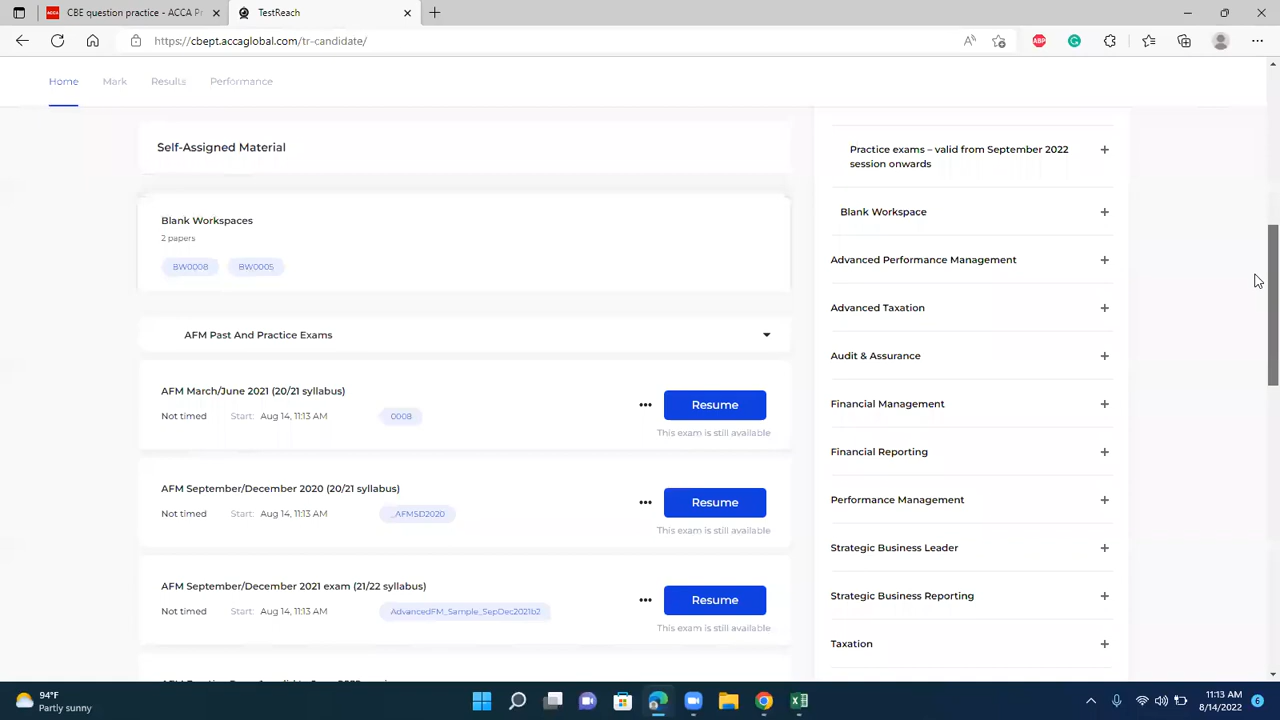 CBE question practice - ACCA Pr
TestReach
https://cbept.accaglobal.com/tr-candidate/
ABP
Home Mark Results Performance
Self-Assigned Material
Blank Workspaces
2 papers
BW0008 BW0005
AFM Past And Practice Exams
AFM March/June 2021 (20/21 syllabus)
Not timed Start: Aug 14, 11:13 AM 0008
Resume
This exam is still available
AFM September/December 2020 (20/21 syllabus)
Not timed Start: Aug 14, 11:13 AM _AFMSD2020
Resume
This exam is still available
AFM September/December 2021 exam (21/22 syllabus)
Not timed Start: Aug 14, 11:13 AM AdvancedFM_Sample_SepDec2021b2
Resume
This exam is still available
Practice exams – valid from September 2022
session onwards
Blank Workspace
Advanced Performance Management
Advanced Taxation
Audit & Assurance
Financial Management
Financial Reporting
Performance Management
Strategic Business Leader
Strategic Business Reporting
Taxation
94°F
Partly sunny
11:13 AM
8/14/2022
6